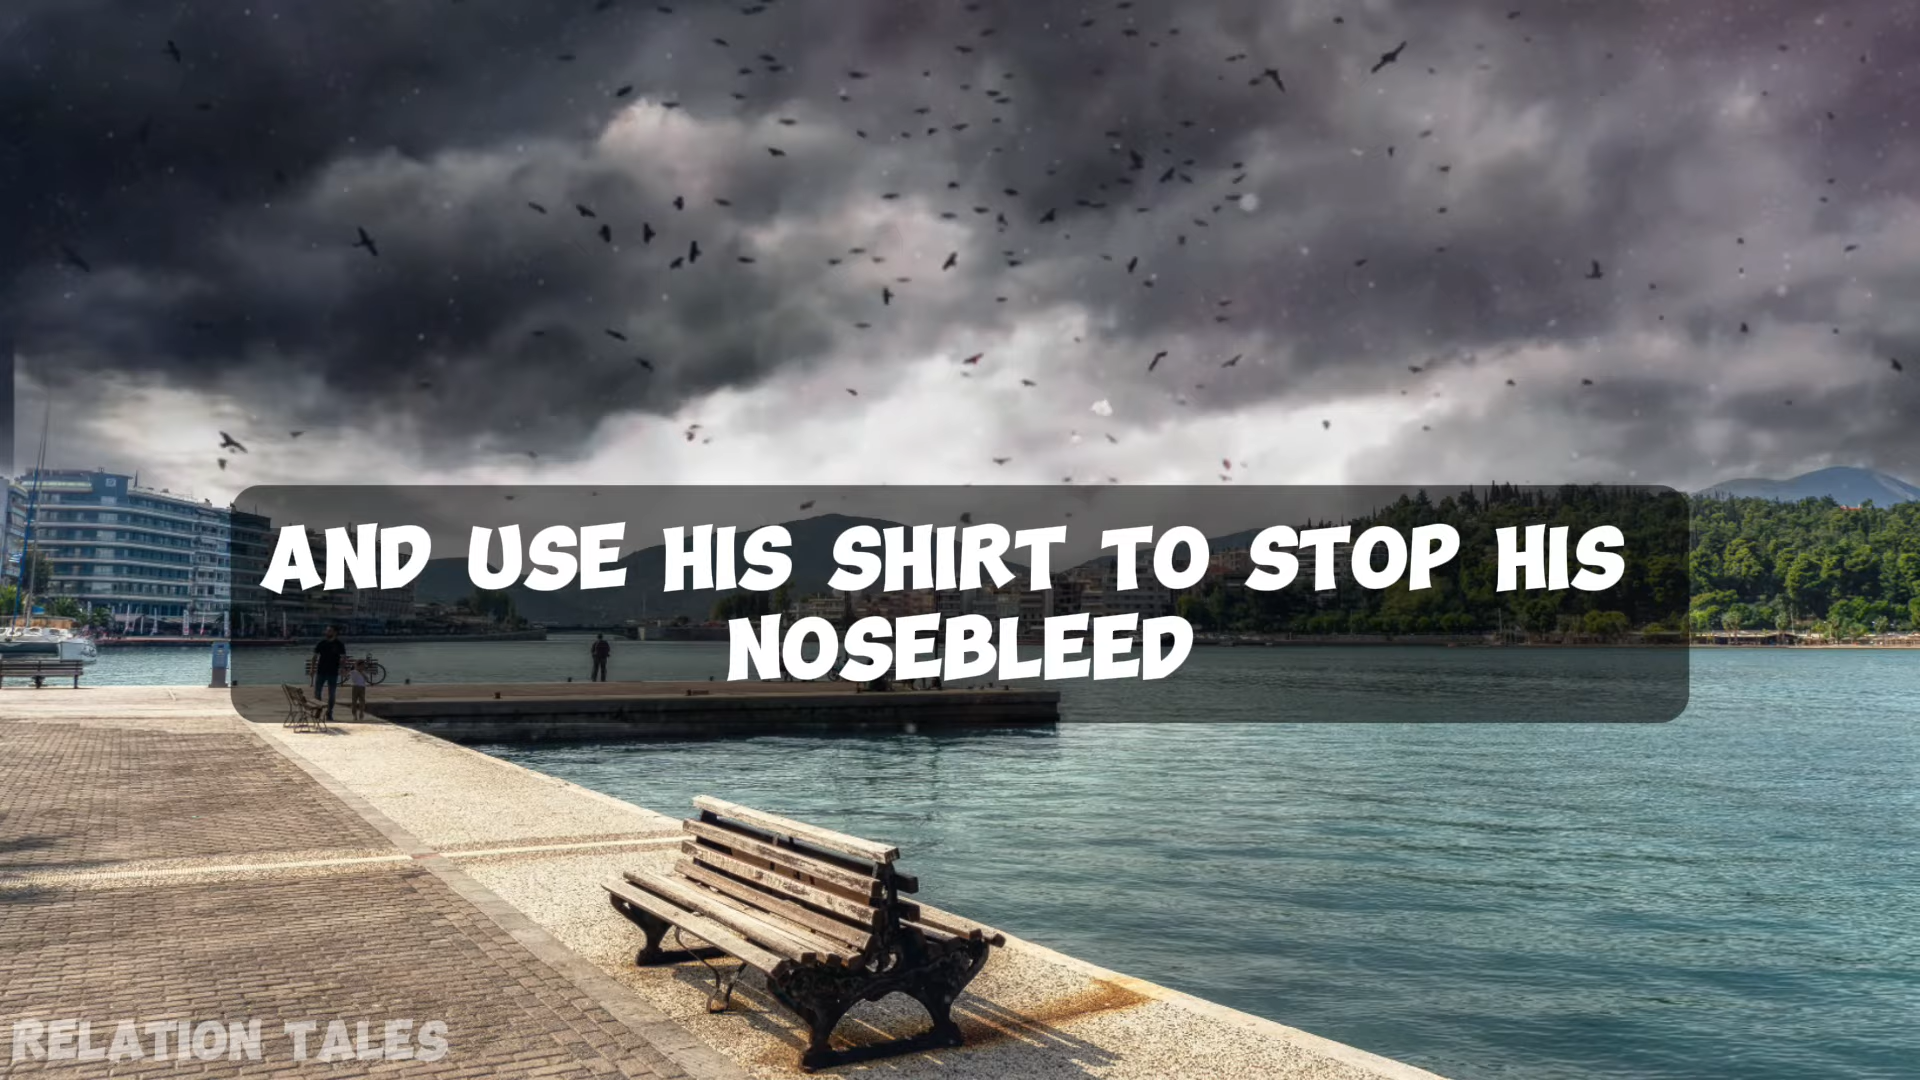 AND USE HIS SHIRT TO STOP HIS
NOSEBLEED
RELATION TALES